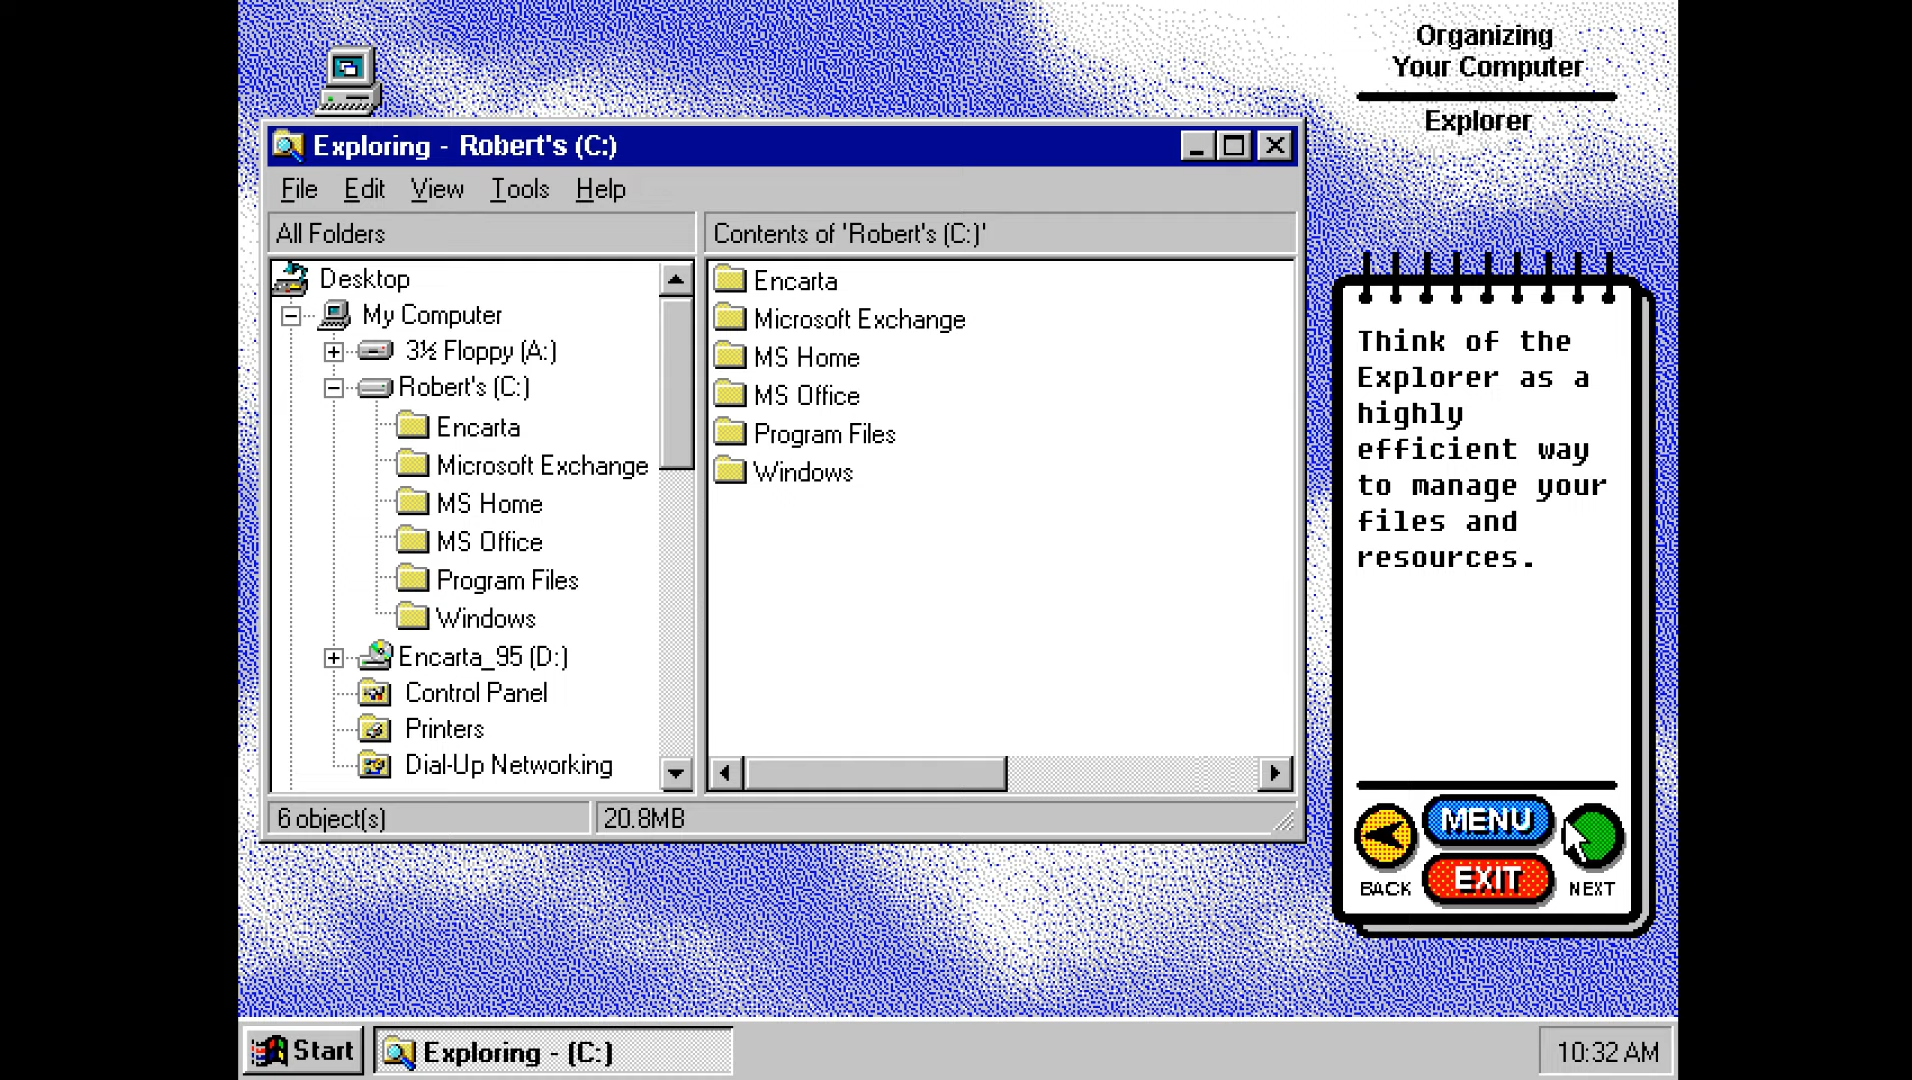 Organizing
Your Computer
Explorer
Exploring - Robert's (C:)
File Edit View Tools Help
All Folders
Contents of 'Robert's (C:)'
Desktop
My Computer
3½ Floppy (A:)
Robert's (C:)
Encarta
Microsoft Exchange
MS Home
MS Office
Program Files
Windows
Encarta_95 (D:)
Control Panel
Printers
Dial-Up Networking
Encarta
Microsoft Exchange
MS Home
MS Office
Program Files
Windows
6 object(s)
20.8MB
Think of the
Explorer as a
highly
efficient way
to manage your
files and
resources.
MENU
EXIT
BACK
NEXT
Start
Exploring - (C:)
10:32 AM